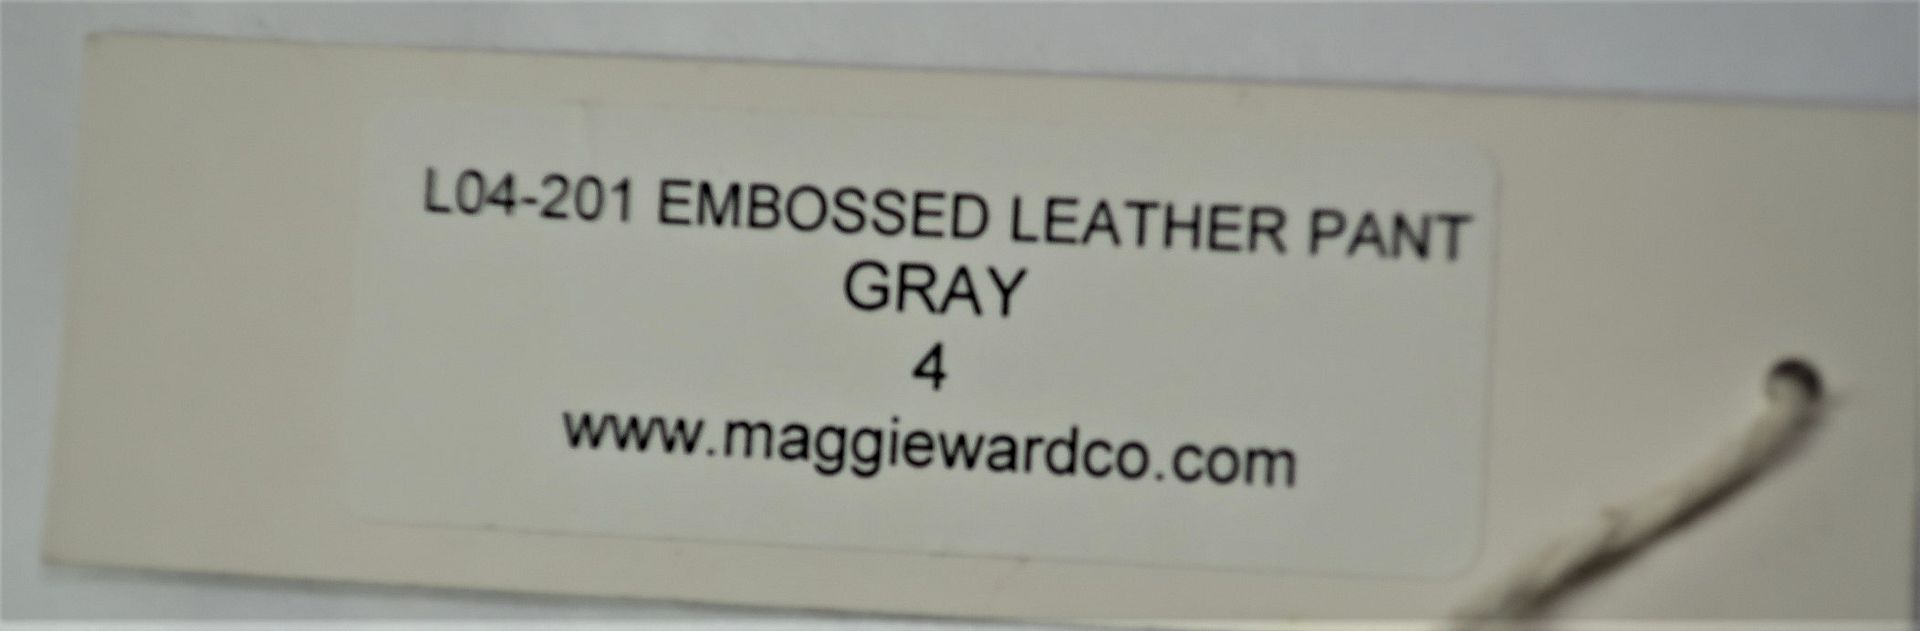 L04-201 EMBOSSED LEATHER PANT
GRAY
4
www.maggiewardco.com